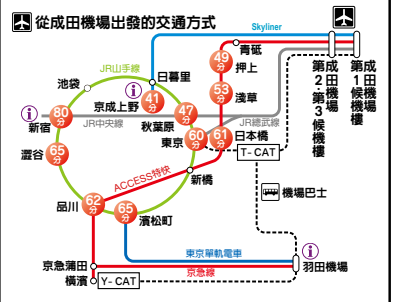 從成田機場出發的交通方式
Skyliner
JR山手線
日暮里
青砥
49分
押上
池袋
京成上野
41分
53分
淺草
成田機場
第2・第3候機樓
成田機場
第1候機樓
i
80分
新宿
JR中央線
秋葉原
47分
JR總武線
東京
60分
61分
日本橋
T-CAT
澀谷
65分
新橋
ACCESS特快
機場巴士
品川
62分
65分
濱松町
東京單軌電車
i
羽田機場
京急蒲田
京急線
橫濱
Y-CAT